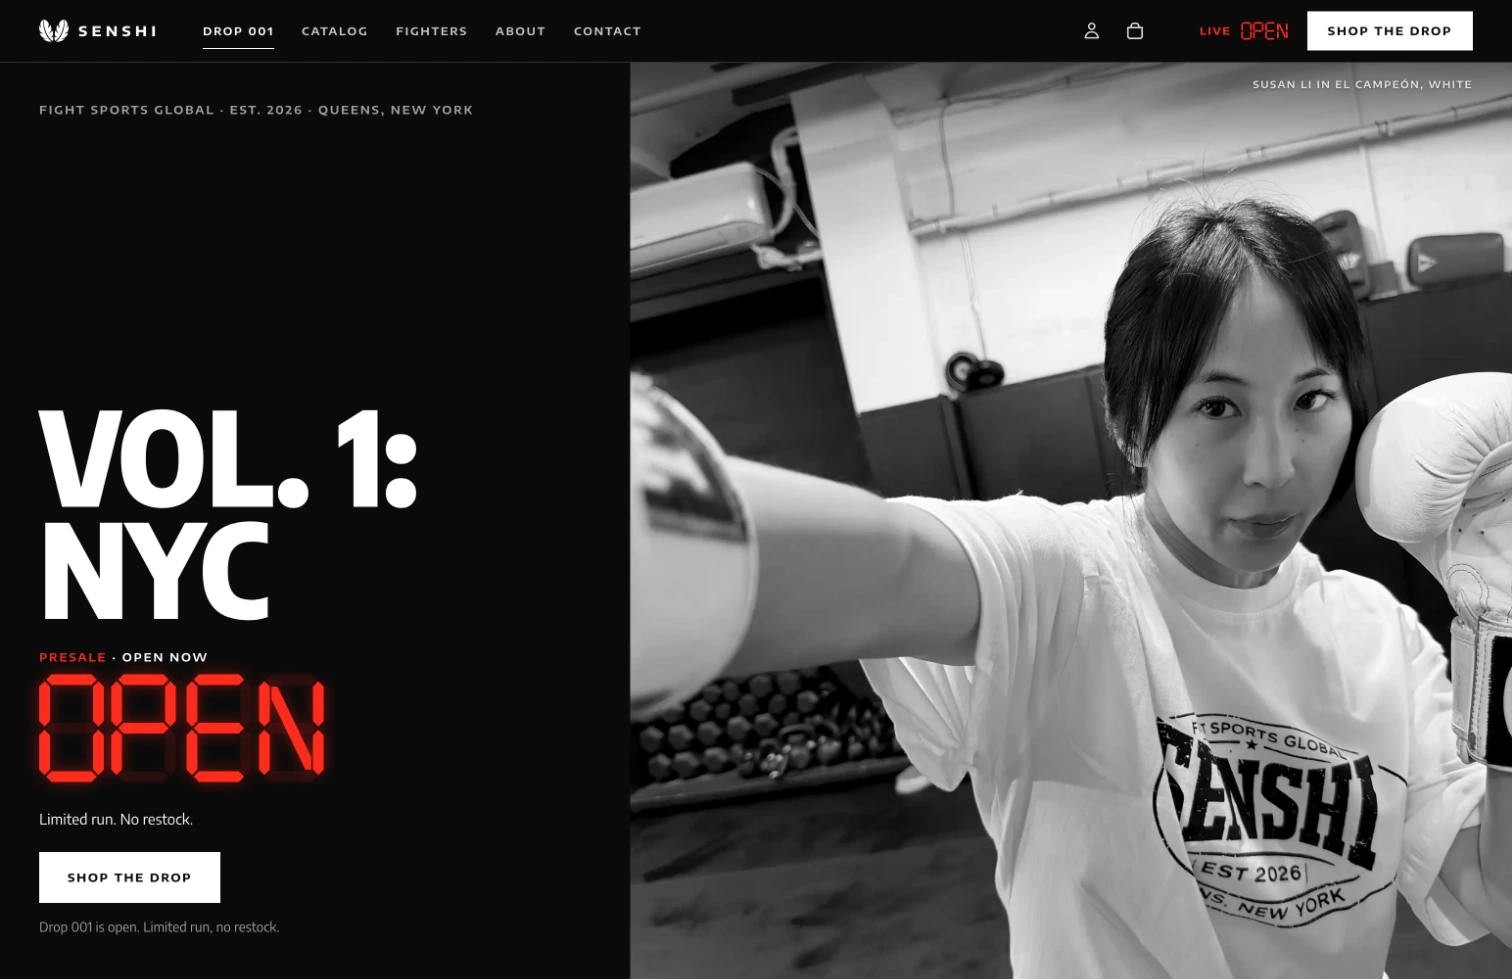 SENSHI
DROP 001
CATALOG
FIGHTERS
ABOUT
CONTACT
LIVE OPEN
SHOP THE DROP
FIGHT SPORTS GLOBAL · EST. 2026 · QUEENS, NEW YORK
SUSAN LI IN EL CAMPEÓN, WHITE
VOL. 1:
NYC
PRESALE · OPEN NOW
OPEN
Limited run. No restock.
SHOP THE DROP
Drop 001 is open. Limited run, no restock.
SPORTS GLOBAL
SENSHI
EST 2026
NEW YORK